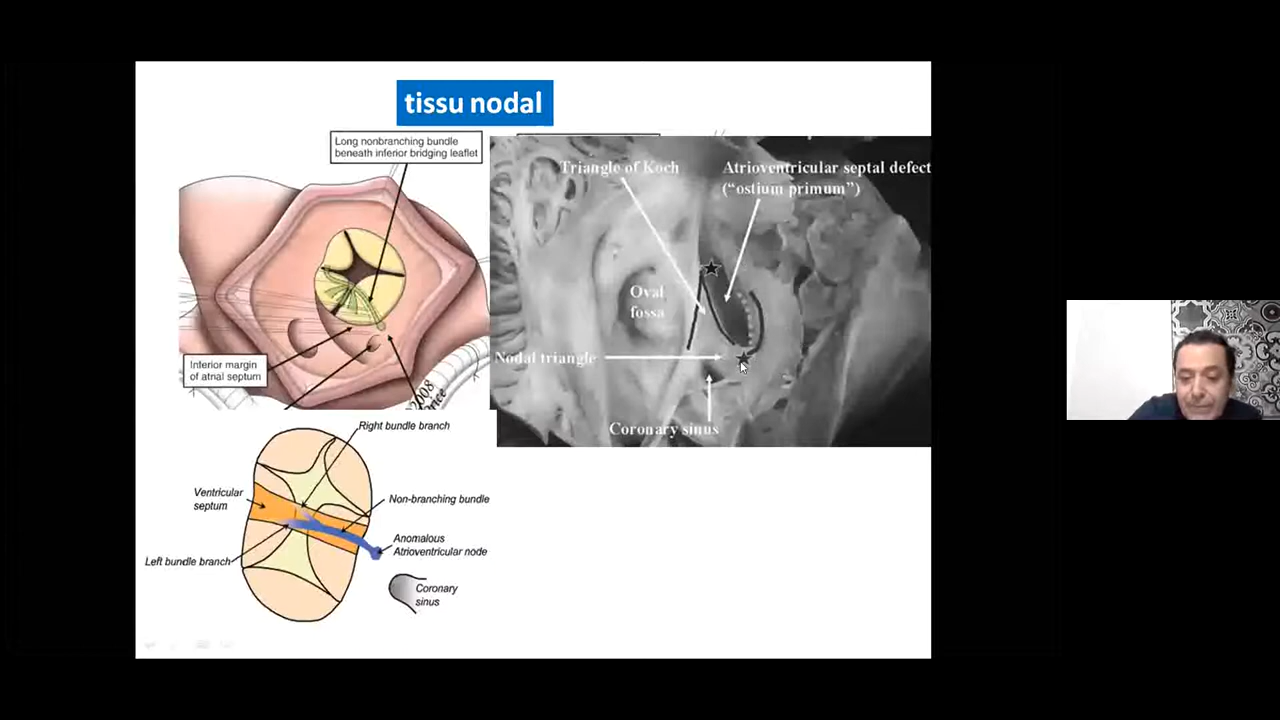 tissu nodal
Long nonbranching bundle
beneath inferior bridging leaflet
Inferior margin
of atrial septum
2008
Triangle of Koch
Atrioventricular septal defect
(“ostium primum”)
Oval
fossa
Nodal triangle
Coronary sinus
Right bundle branch
Ventricular
septum
Non-branching bundle
Anomalous
Atrioventricular node
Left bundle branch
Coronary
sinus